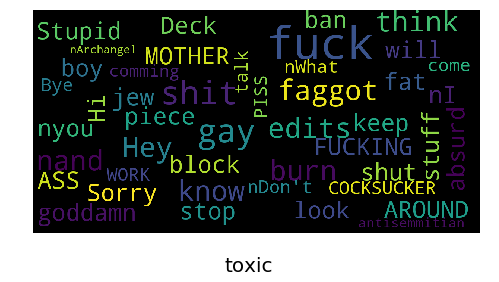 Stupid Deck ban think
nArchangel MOTHER talk fuck will
boy comming nWhat come
Bye Hi jew shit PISS faggot fat nI
nyou piece gay edits keep stuff absurd
nand Hey block burn FUCKING shut
ASS WORK Sorry know nDon't COCKSUCKER
goddamn stop look AROUND
antisemmitian
toxic